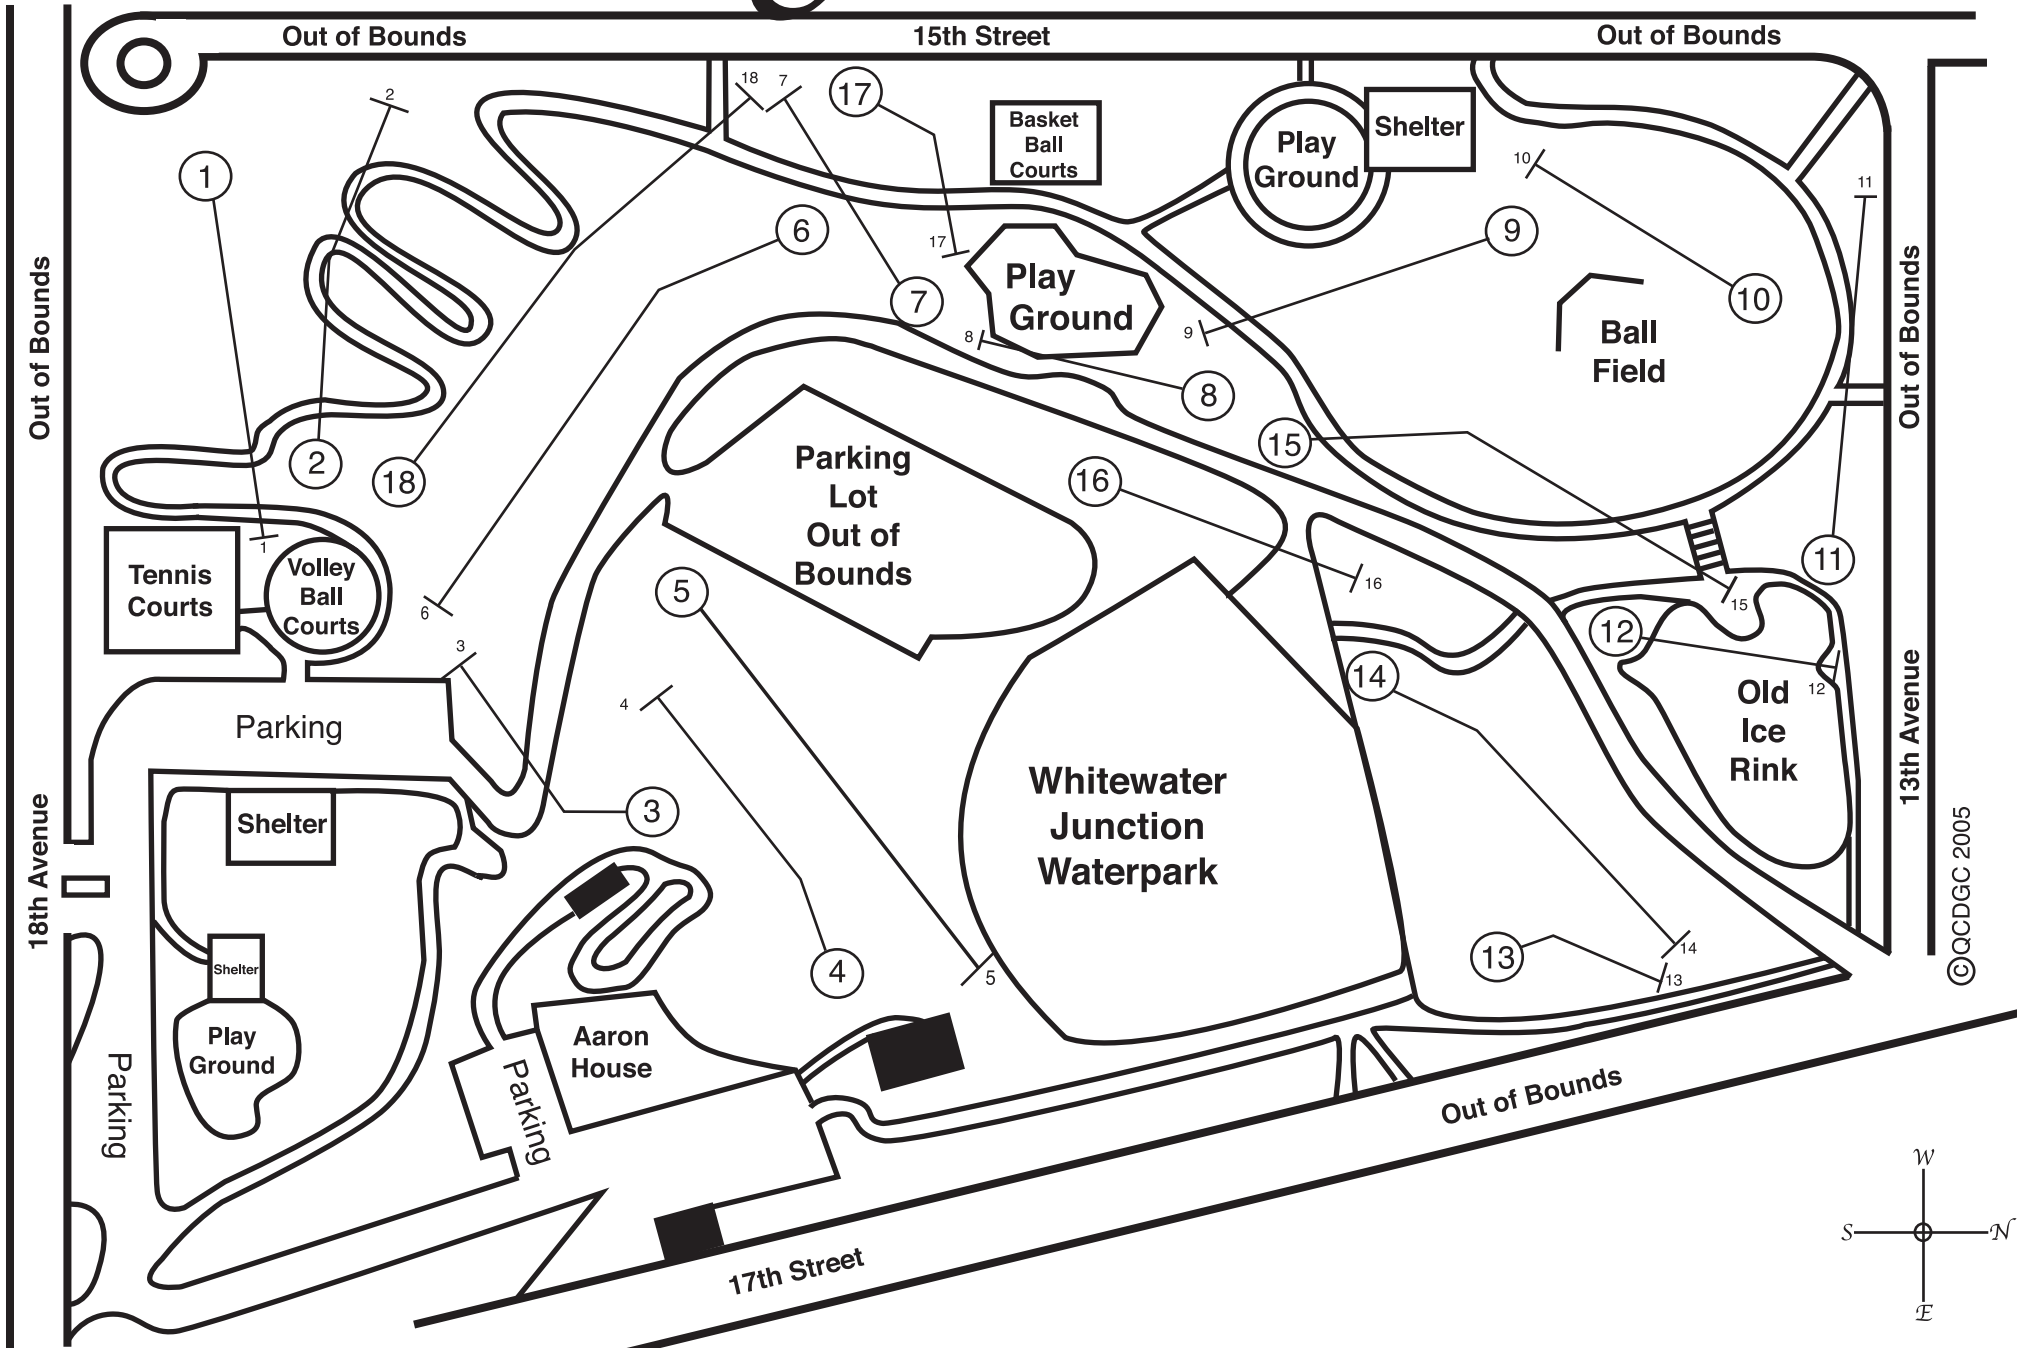 Out of Bounds
15th Street
Out of Bounds
18
7
17
2
Basket
Ball
Courts
Play
Ground
Shelter
10
11
1
6
9
17
Play
Ground
7
8
9
10
Ball
Field
Out of Bounds
Out of Bounds
8
2
18
15
16
Parking
Lot
Out of
Bounds
1
Tennis
Courts
Volley
Ball
Courts
6
5
16
15
11
12
3
4
14
12
Old
Ice
Rink
13th Avenue
Parking
3
Whitewater
Junction
Waterpark
Shelter
18th Avenue
©QCDGC 2005
4
5
13
14
13
Shelter
Play
Ground
Aaron
House
Parking
Parking
Out of Bounds
17th Street
W
S
N
E